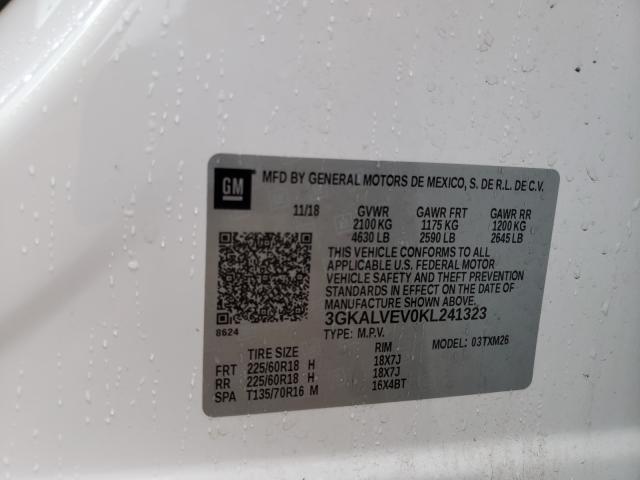 GM MFD BY GENERAL MOTORS DE MEXICO, S. DE R.L. DE C.V.
11/18 GVWR GAWR FRT GAWR RR
2100 KG 1175 KG 1200 KG
4630 LB 2590 LB 2645 LB
THIS VEHICLE CONFORMS TO ALL
APPLICABLE U.S. FEDERAL MOTOR
VEHICLE SAFETY AND THEFT PREVENTION
STANDARDS IN EFFECT ON THE DATE OF
MANUFACTURE SHOWN ABOVE.
8624 3GKALVEV0KL241323
TYPE: M.P.V. MODEL: 03TXM26
TIRE SIZE RIM
FRT 225/60R18 H 18X7J
RR 225/60R18 H 18X7J
SPA T135/70R16 M 16X4BT